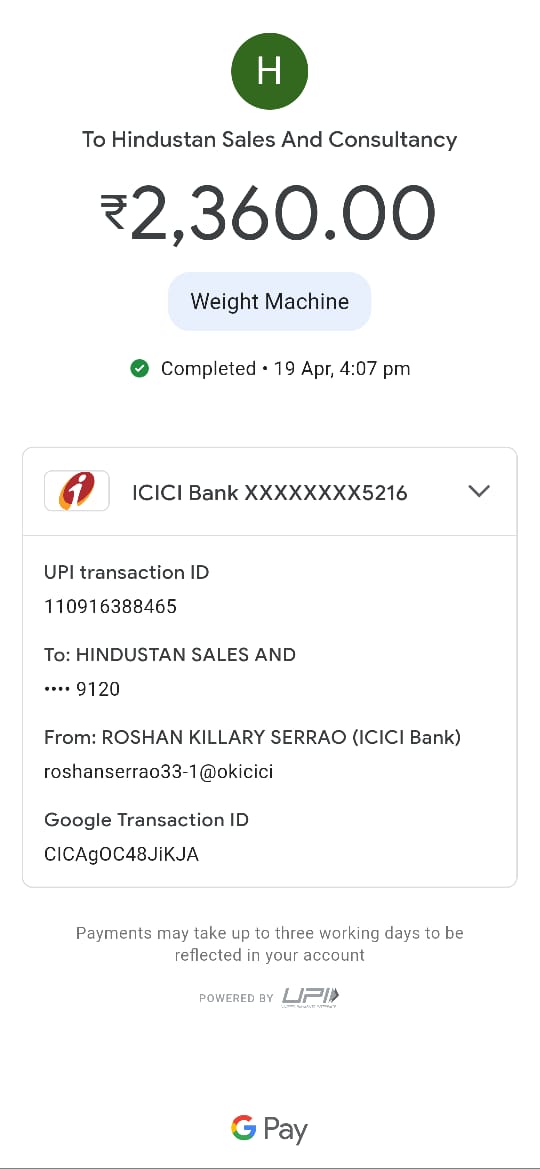 H
To Hindustan Sales And Consultancy
₹2,360.00
Weight Machine
Completed • 19 Apr, 4:07 pm
ICICI Bank XXXXXXXX5216
UPI transaction ID
110916388465
To: HINDUSTAN SALES AND
•••• 9120
From: ROSHAN KILLARY SERRAO (ICICI Bank)
roshanserrao33-1@okicici
Google Transaction ID
CICAgOC48JiKJA
Payments may take up to three working days to be
reflected in your account
POWERED BY UPI
G Pay